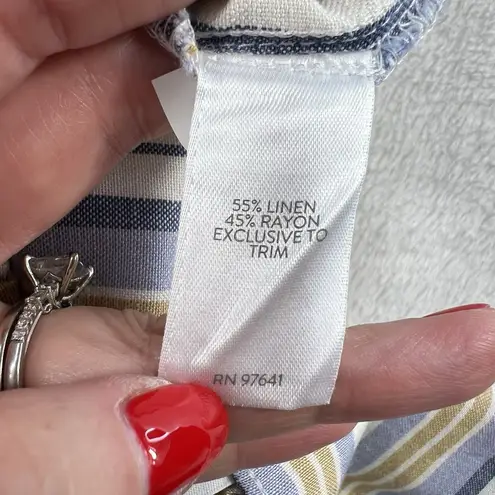 55% LINEN
45% RAYON
EXCLUSIVE TO
TRIM
RN 97641